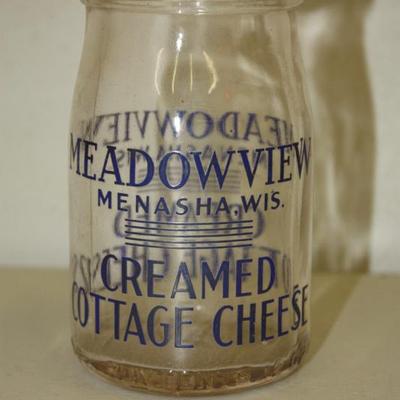 MEADOWVIEW
MENASHA, WIS.
CREAMED
COTTAGE CHEESE